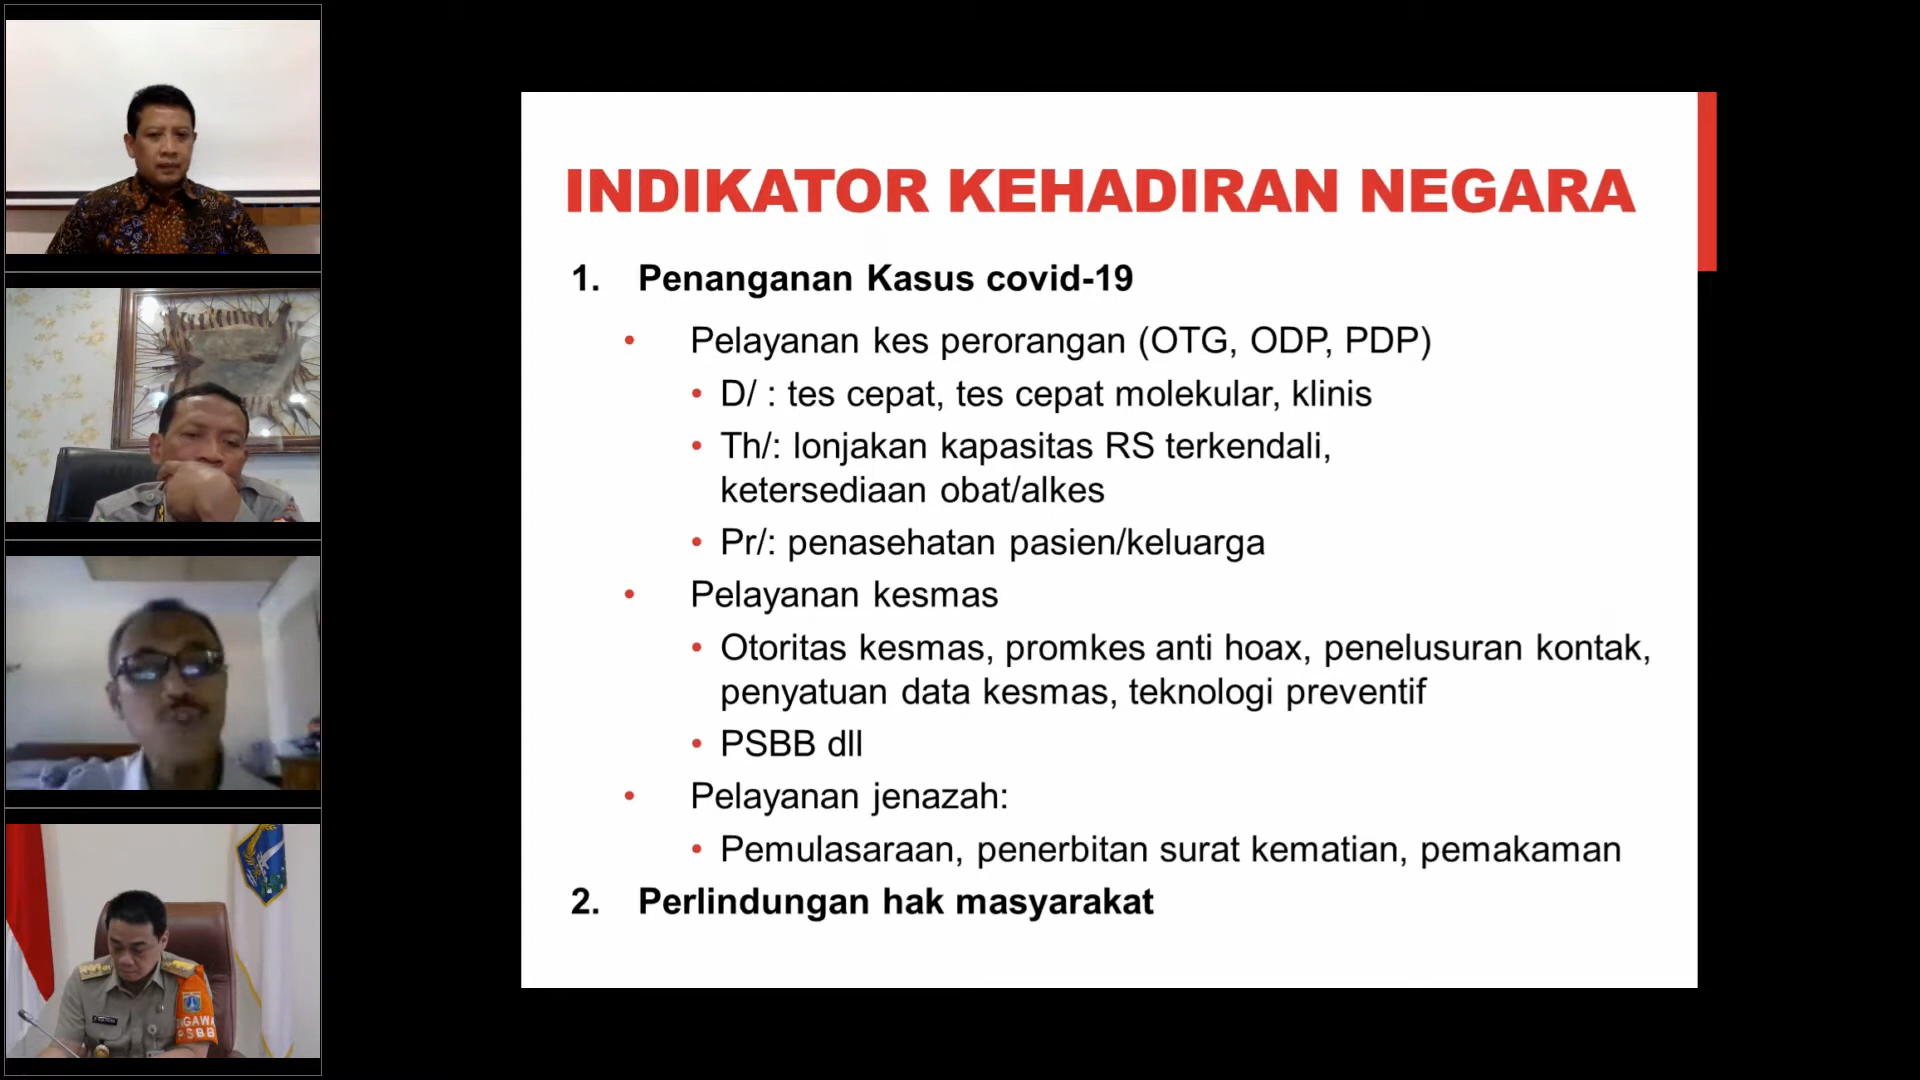 INDIKATOR KEHADIRAN NEGARA
1. Penanganan Kasus covid-19
• Pelayanan kes perorangan (OTG, ODP, PDP)
• D/ : tes cepat, tes cepat molekular, klinis
• Th/: lonjakan kapasitas RS terkendali,
ketersediaan obat/alkes
• Pr/: penasehatan pasien/keluarga
• Pelayanan kesmas
• Otoritas kesmas, promkes anti hoax, penelusuran kontak,
penyatuan data kesmas, teknologi preventif
• PSBB dll
• Pelayanan jenazah:
• Pemulasaraan, penerbitan surat kematian, pemakaman
2. Perlindungan hak masyarakat
PSBB